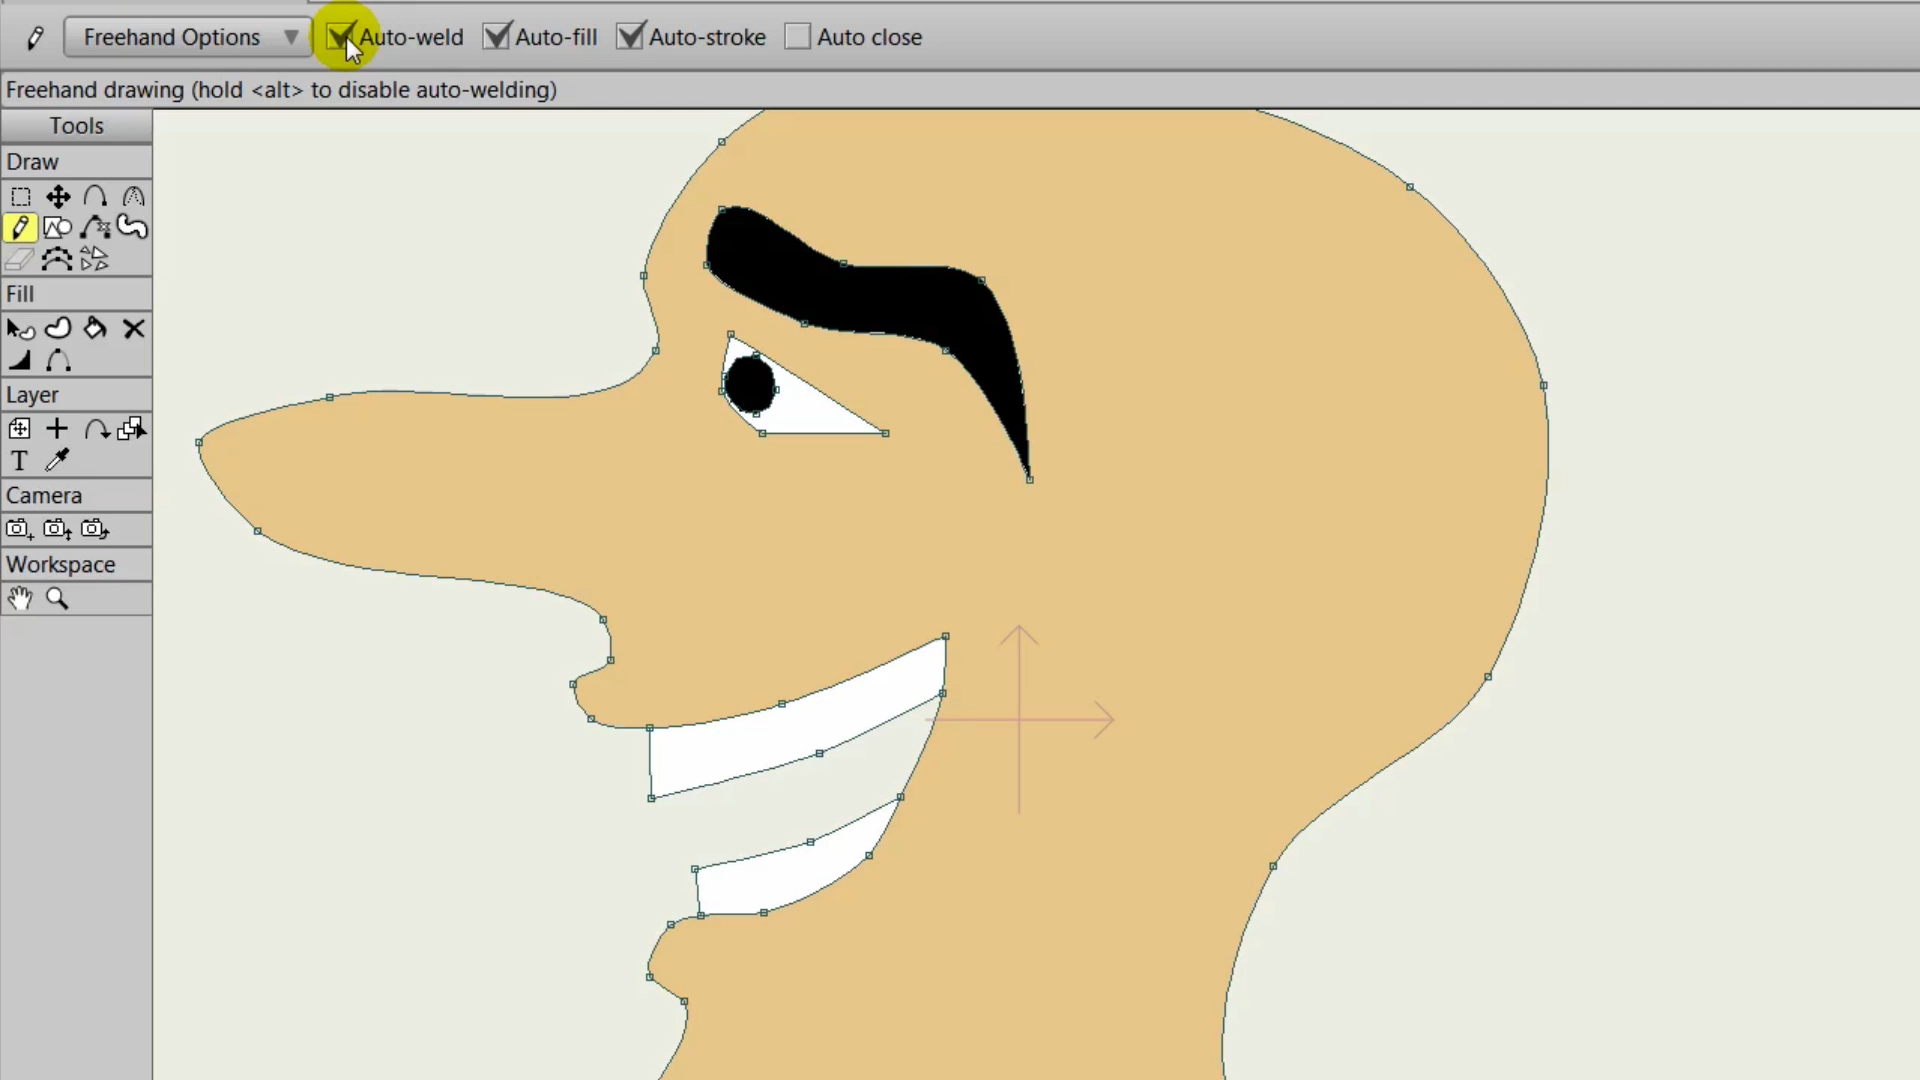 Freehand Options Auto-weld Auto-fill Auto-stroke Auto close
Freehand drawing (hold <alt> to disable auto-welding)
Tools
Draw
Fill
Layer
T
Camera
Workspace